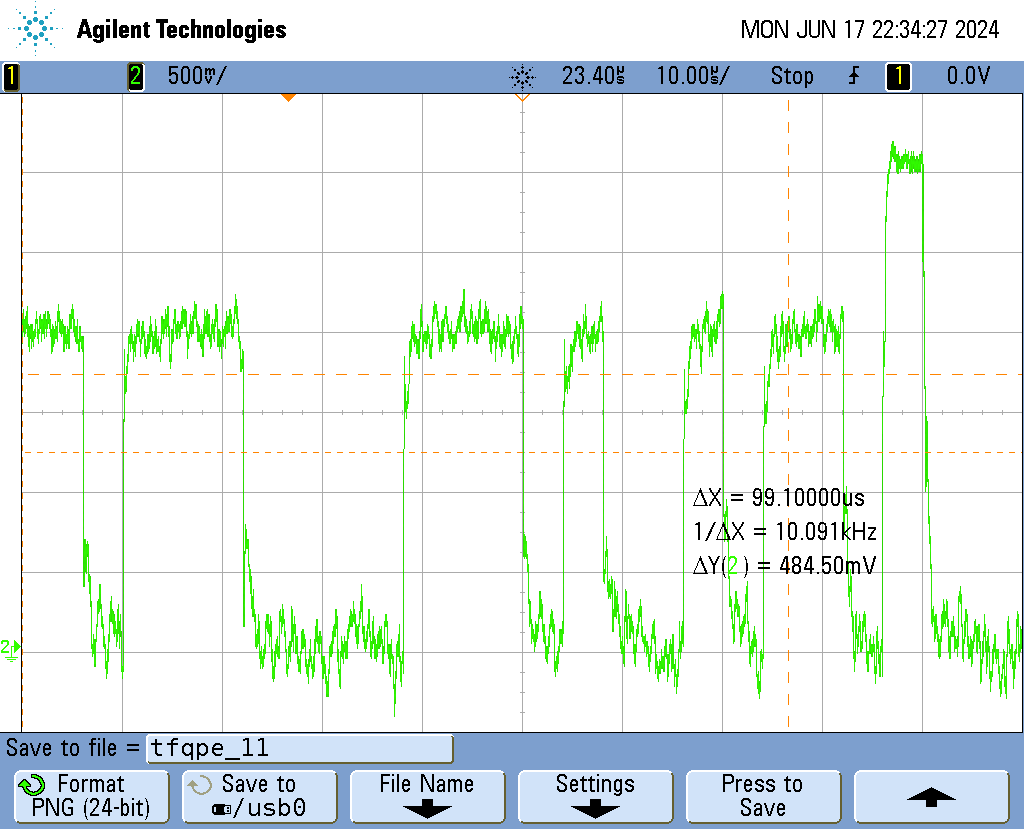 Agilent Technologies MON JUN 17 22:34:27 2024
1 2 500mV/ 23.40us 10.00us/ Stop 1 0.0V
ΔX = 99.10000us
1/ΔX = 10.091kHz
ΔY(2) = 484.50mV
2
Save to file = tfqpe_11
Format Save to File Name Settings Press to
PNG (24-bit) /usb0 Save